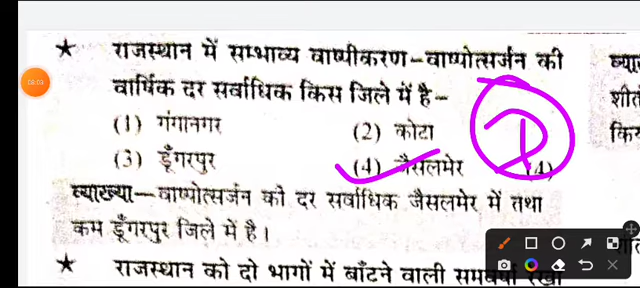 ★ राजस्थान में सम्भाव्य वाष्पीकरण–वाष्पोत्सर्जन की
वार्षिक दर सर्वाधिक किस जिले में है–
(1) गंगानगर (2) कोटा
(3) डूँगरपुर (4) जैसलमेर (4)
व्याख्या–वाष्पोत्सर्जन की दर सर्वाधिक जैसलमेर में तथा
कम डूँगरपुर जिले में है।
★ राजस्थान को दो भागों में बाँटने वाली समवर्षा रेखा
D